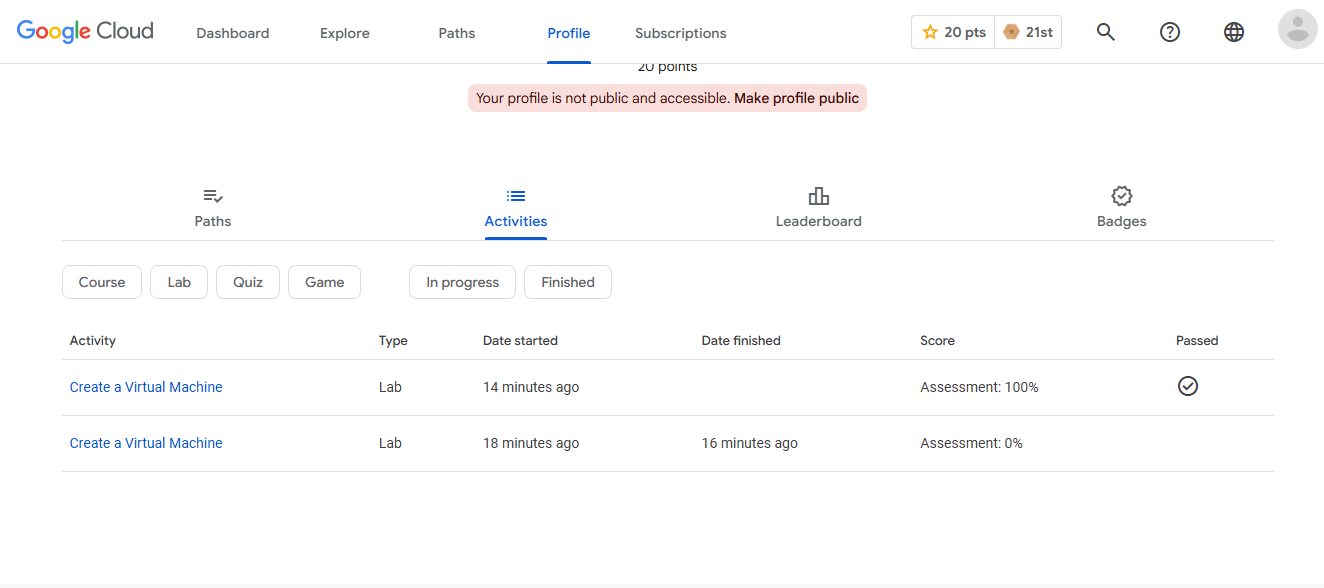 Google Cloud Dashboard Explore Paths Profile Subscriptions 20 pts 21st
20 points
Your profile is not public and accessible. Make profile public
Paths Activities Leaderboard Badges
Course Lab Quiz Game In progress Finished
Activity Type Date started Date finished Score Passed
Create a Virtual Machine Lab 14 minutes ago Assessment: 100%
Create a Virtual Machine Lab 18 minutes ago 16 minutes ago Assessment: 0%